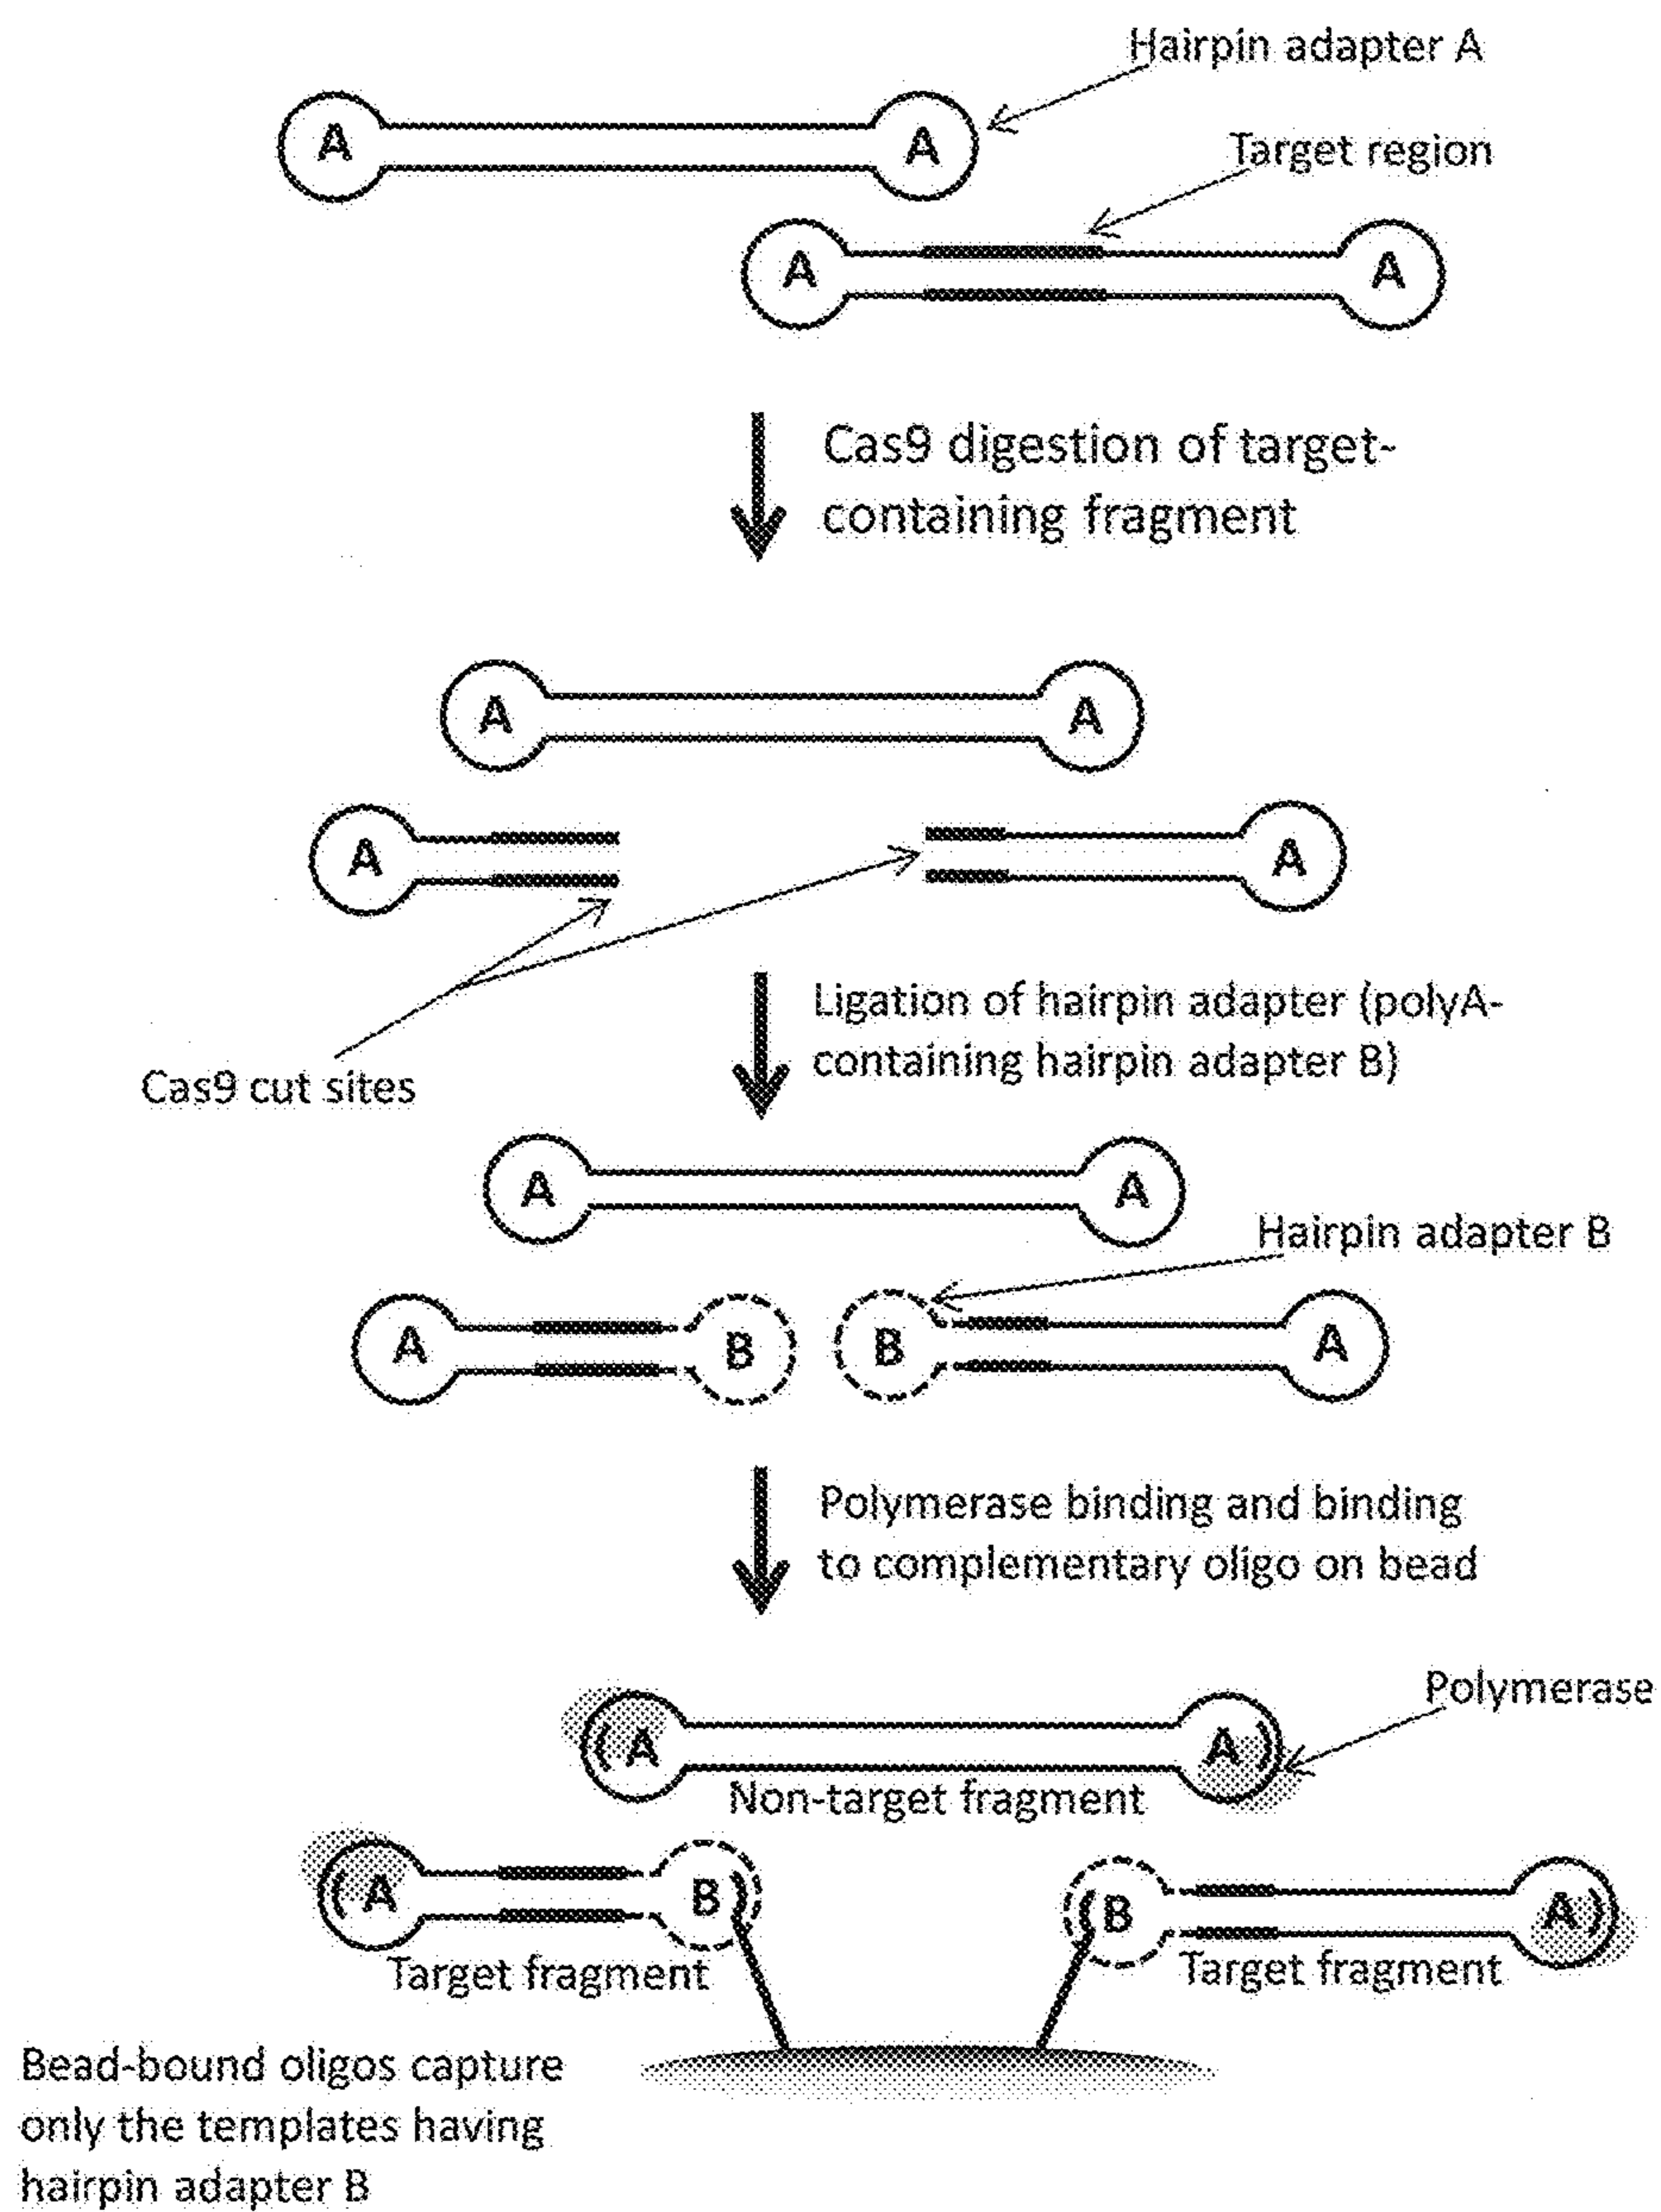 Hairpin adapter A
A
A
Target region
A
A
Cas9 digestion of target-
containing fragment
A
A
A
A
Cas9 cut sites
Ligation of hairpin adapter (polyA-
containing hairpin adapter B)
A
A
Hairpin adapter B
A
B
B
A
Polymerase binding and binding
to complementary oligo on bead
Polymerase
A
A
Non-target fragment
A
B
B
A
Target fragment
Target fragment
Bead-bound oligos capture
only the templates having
hairpin adapter B